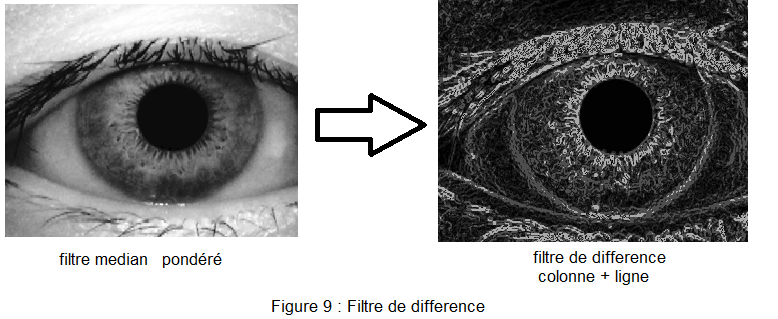 filtre median pondéré
filtre de difference
colonne + ligne
Figure 9 : Filtre de difference